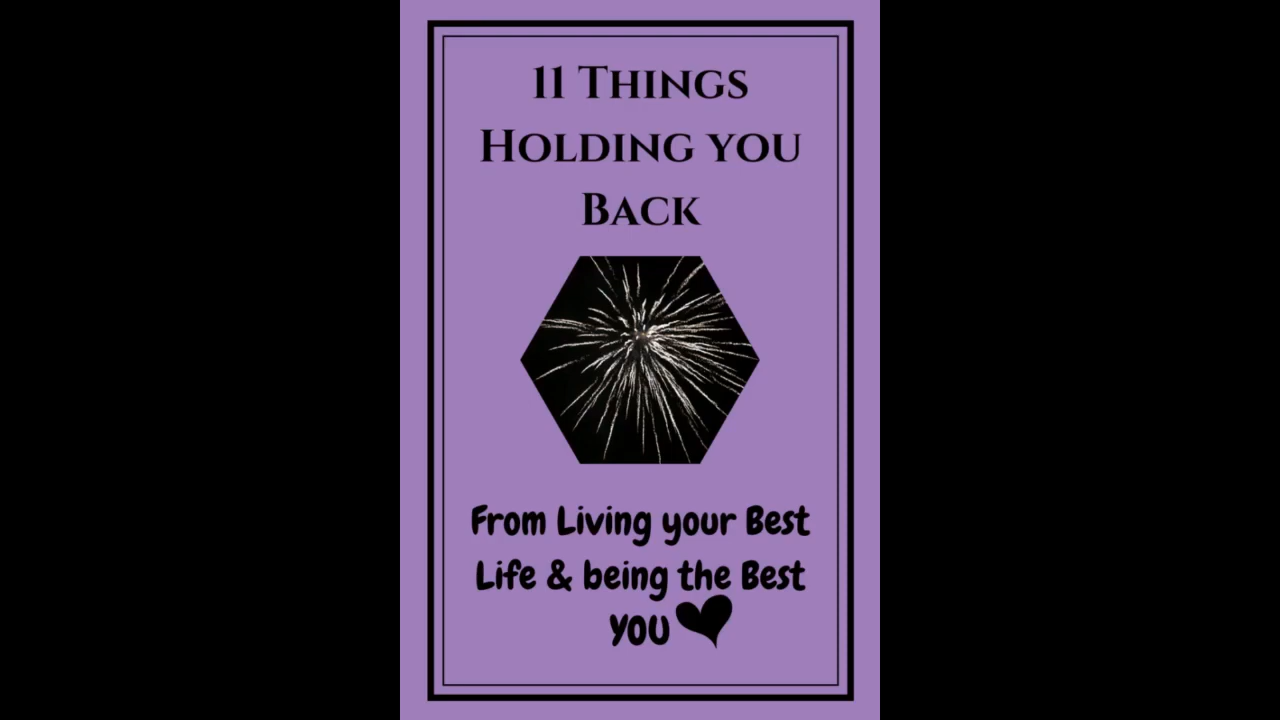 11 Things
Holding you
Back
From Living your Best
Life & being the Best
YOU